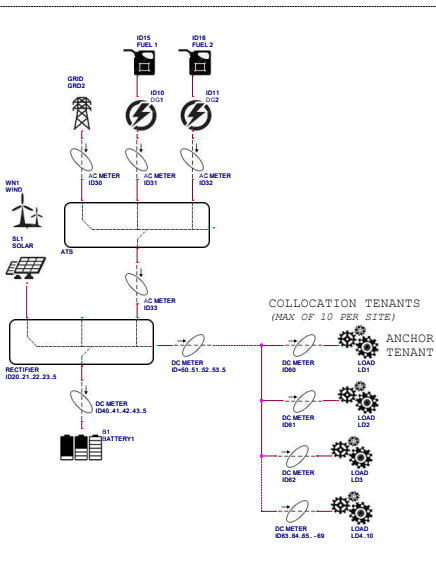 ID15
FUEL 1
ID16
FUEL 2
GRID
GRD2
ID10
DG1
ID11
DG2
AC METER
ID30
AC METER
ID31
AC METER
ID32
WN1
WIND
SL1
SOLAR
ATS
AC METER
ID33
COLLOCATION TENANTS
(MAX OF 10 PER SITE)
ANCHOR
TENANT
RECTIFIER
ID20..21..22..23..5
DC METER
ID=50..51..52..53..5
DC METER
ID60
LOAD
LD1
DC METER
ID40..41..42..43..5
B1
BATTERY1
DC METER
ID61
LOAD
LD2
DC METER
ID62
LOAD
LD3
DC METER
ID63..64..65.. - 69
LOAD
LD4..10